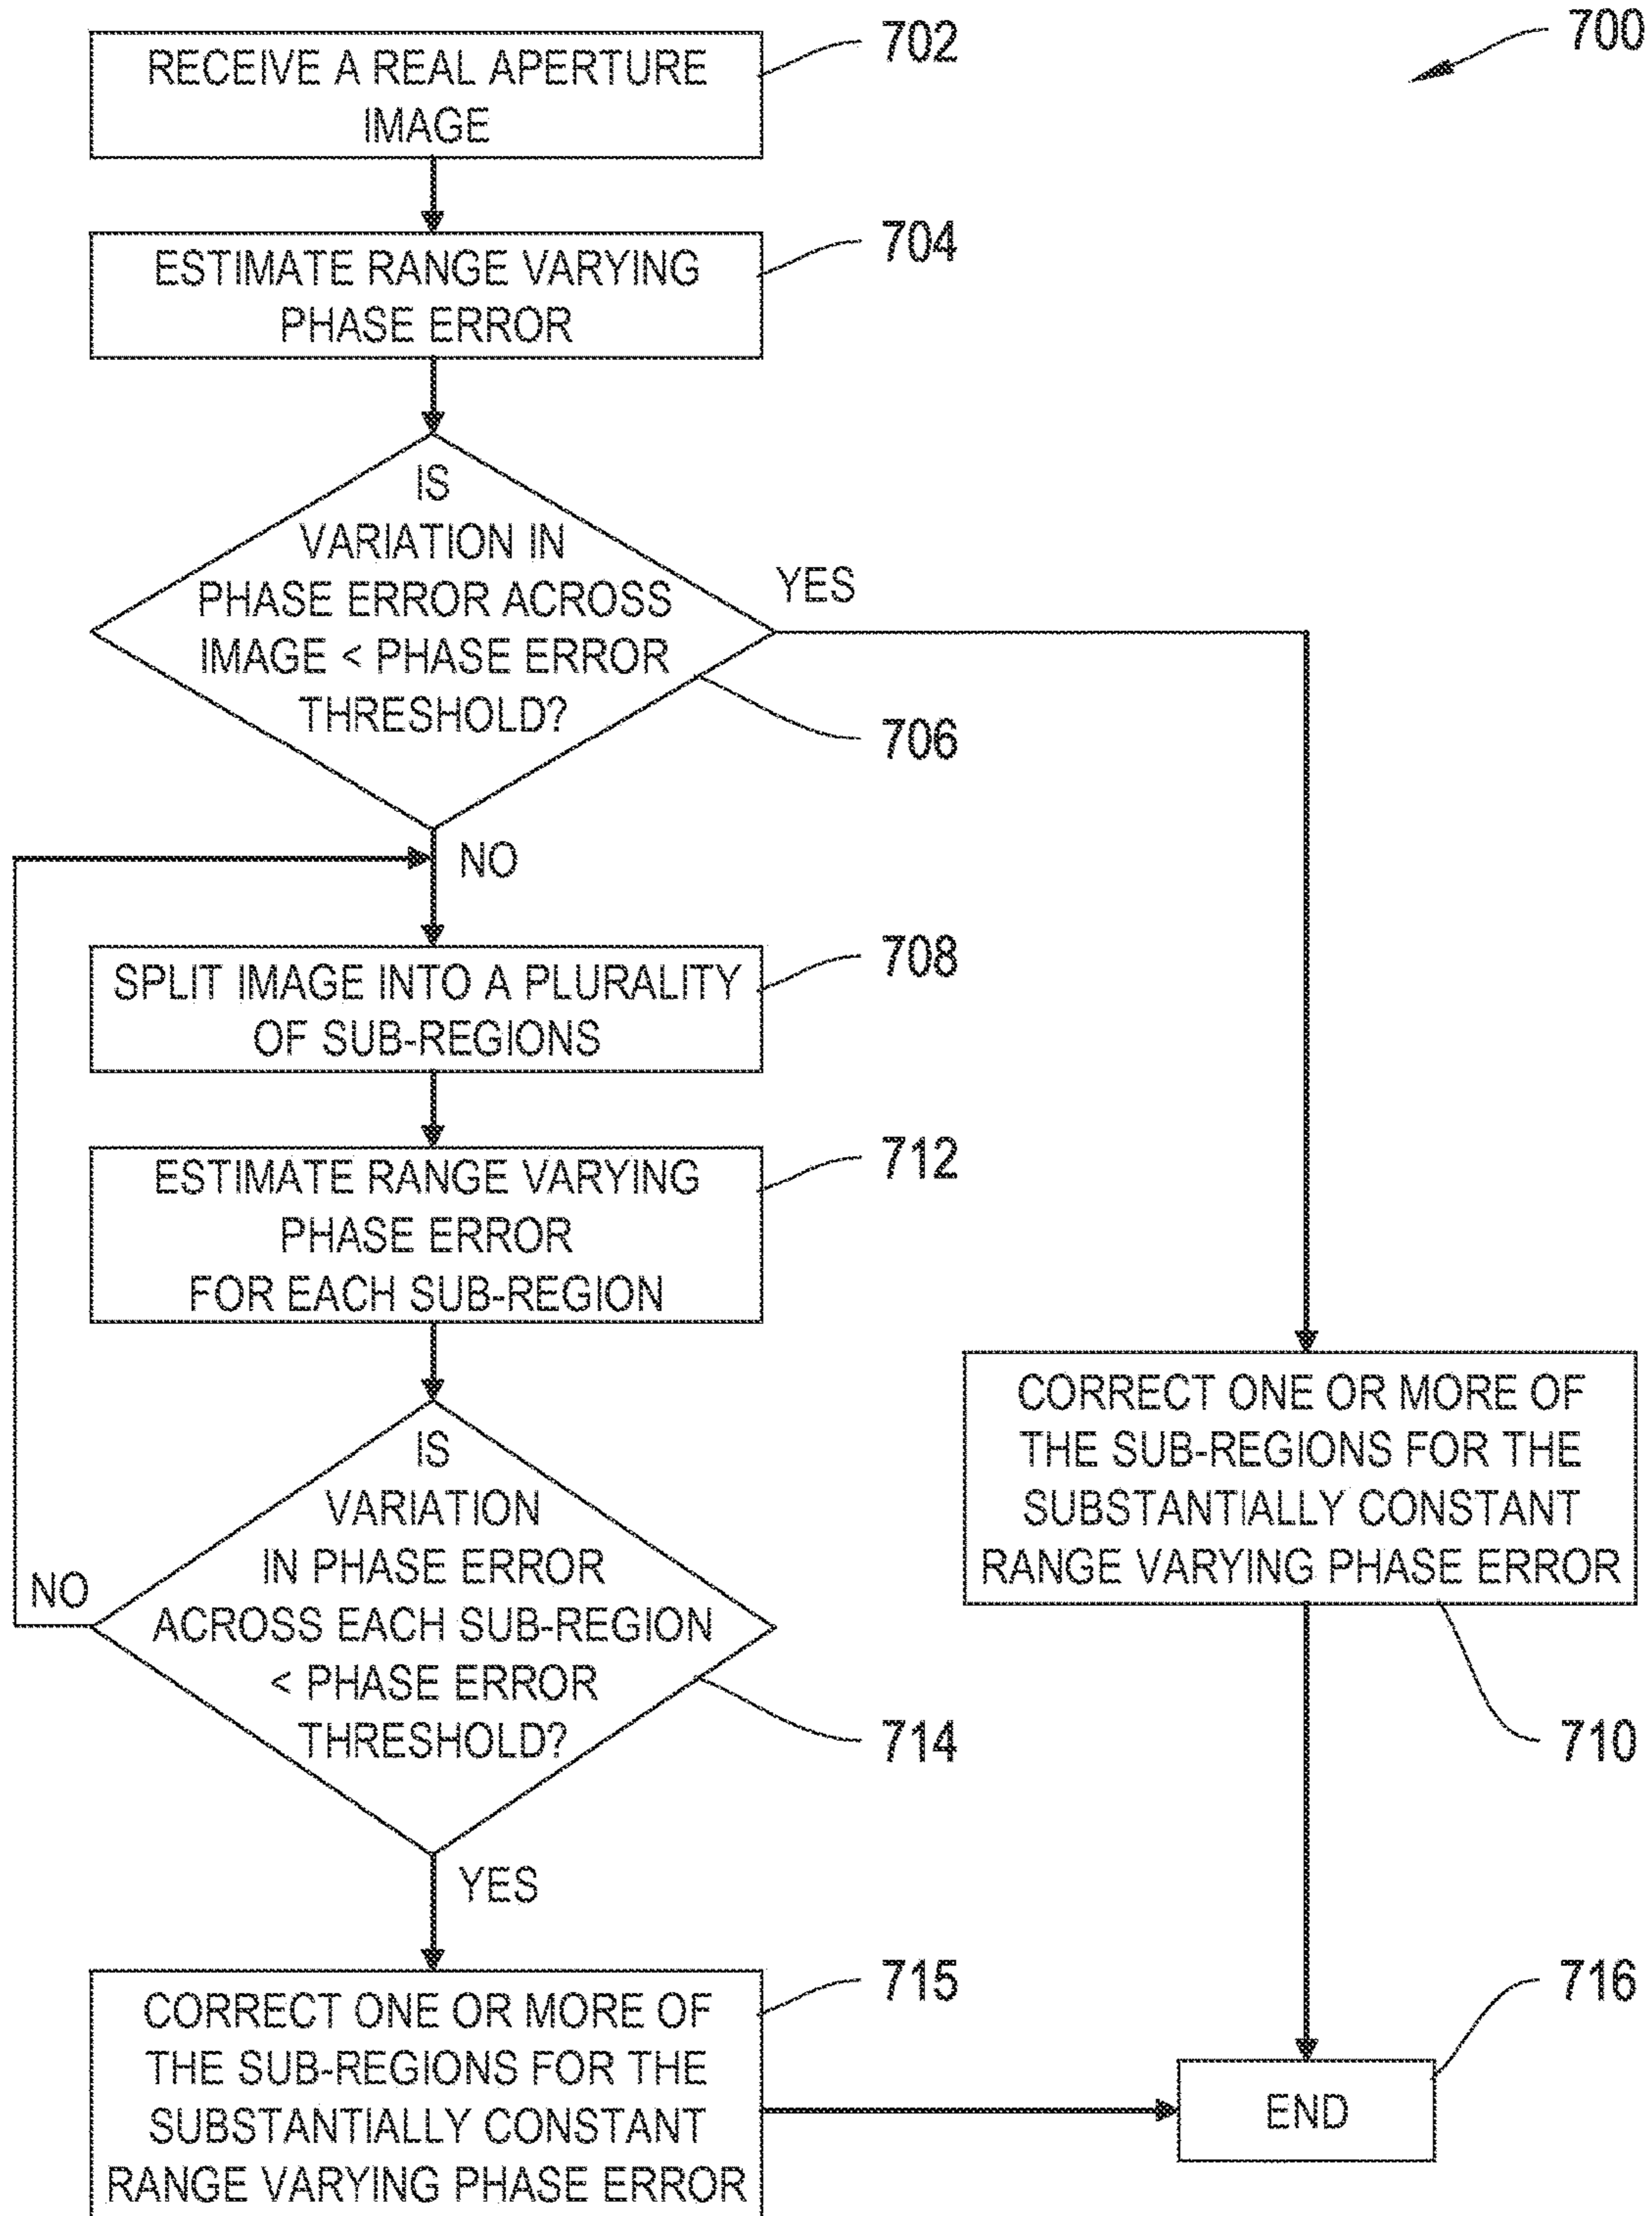 700
702
RECEIVE A REAL APERTURE
IMAGE
704
ESTIMATE RANGE VARYING
PHASE ERROR
IS
VARIATION IN
PHASE ERROR ACROSS
IMAGE < PHASE ERROR
THRESHOLD?
YES
706
NO
708
SPLIT IMAGE INTO A PLURALITY
OF SUB-REGIONS
712
ESTIMATE RANGE VARYING
PHASE ERROR
FOR EACH SUB-REGION
IS
VARIATION
IN PHASE ERROR
ACROSS EACH SUB-REGION
< PHASE ERROR
THRESHOLD?
NO
714
YES
CORRECT ONE OR MORE OF
THE SUB-REGIONS FOR THE
SUBSTANTIALLY CONSTANT
RANGE VARYING PHASE ERROR
710
715
CORRECT ONE OR MORE OF
THE SUB-REGIONS FOR THE
SUBSTANTIALLY CONSTANT
RANGE VARYING PHASE ERROR
716
END